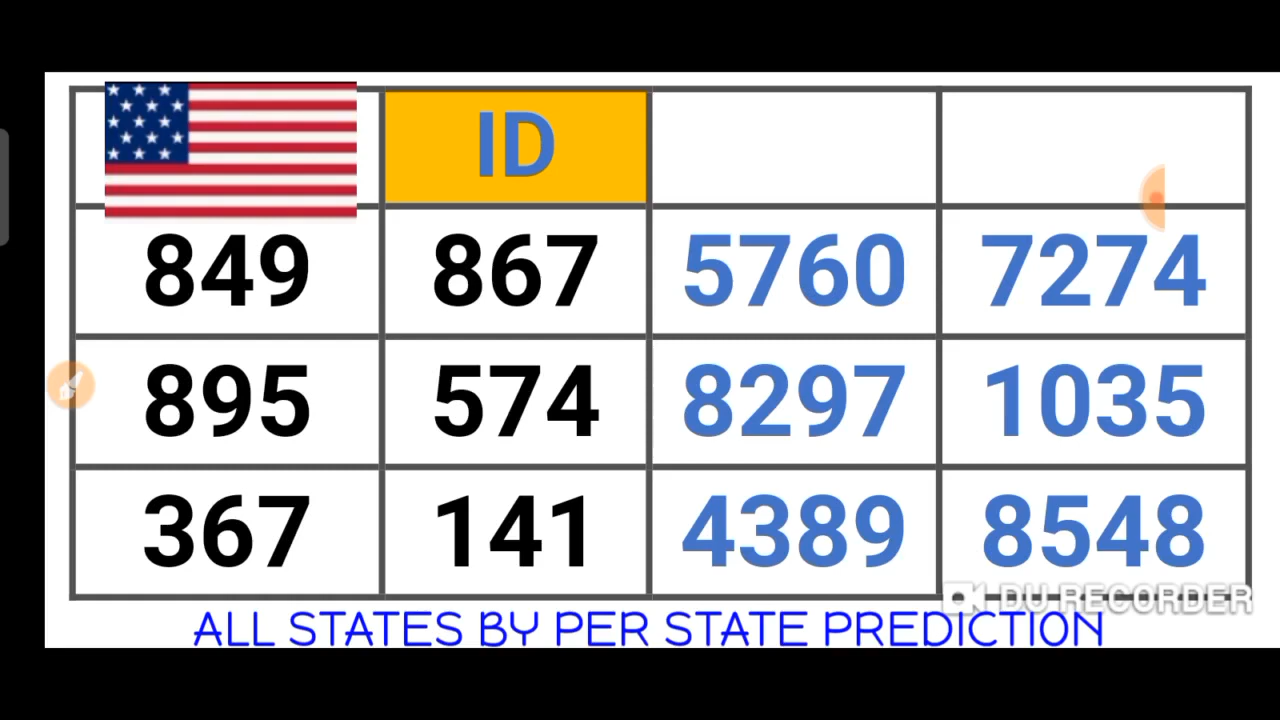 ID
849 867 5760 7274
895 574 8297 1035
367 141 4389 8548
DU RECORDER
ALL STATES BY PER STATE PREDICTION